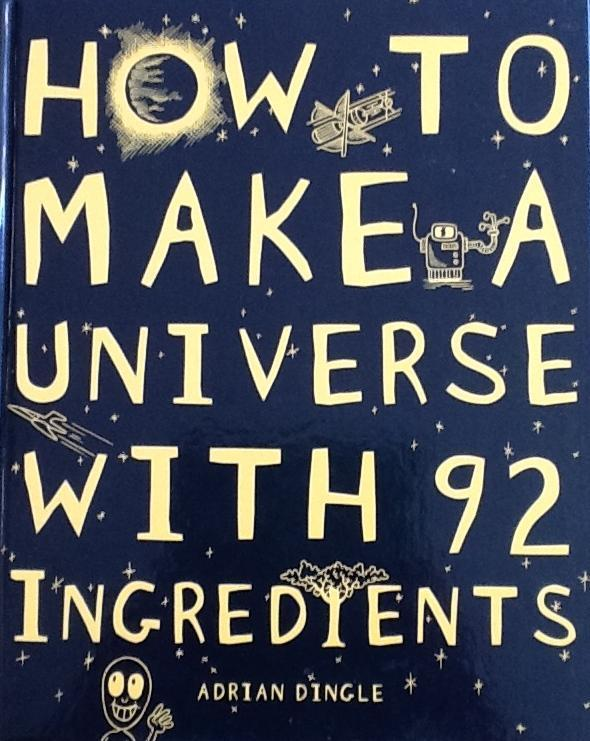 HOW TO
MAKE A
UNIVERSE
WITH 92
INGREDIENTS
ADRIAN DINGLE